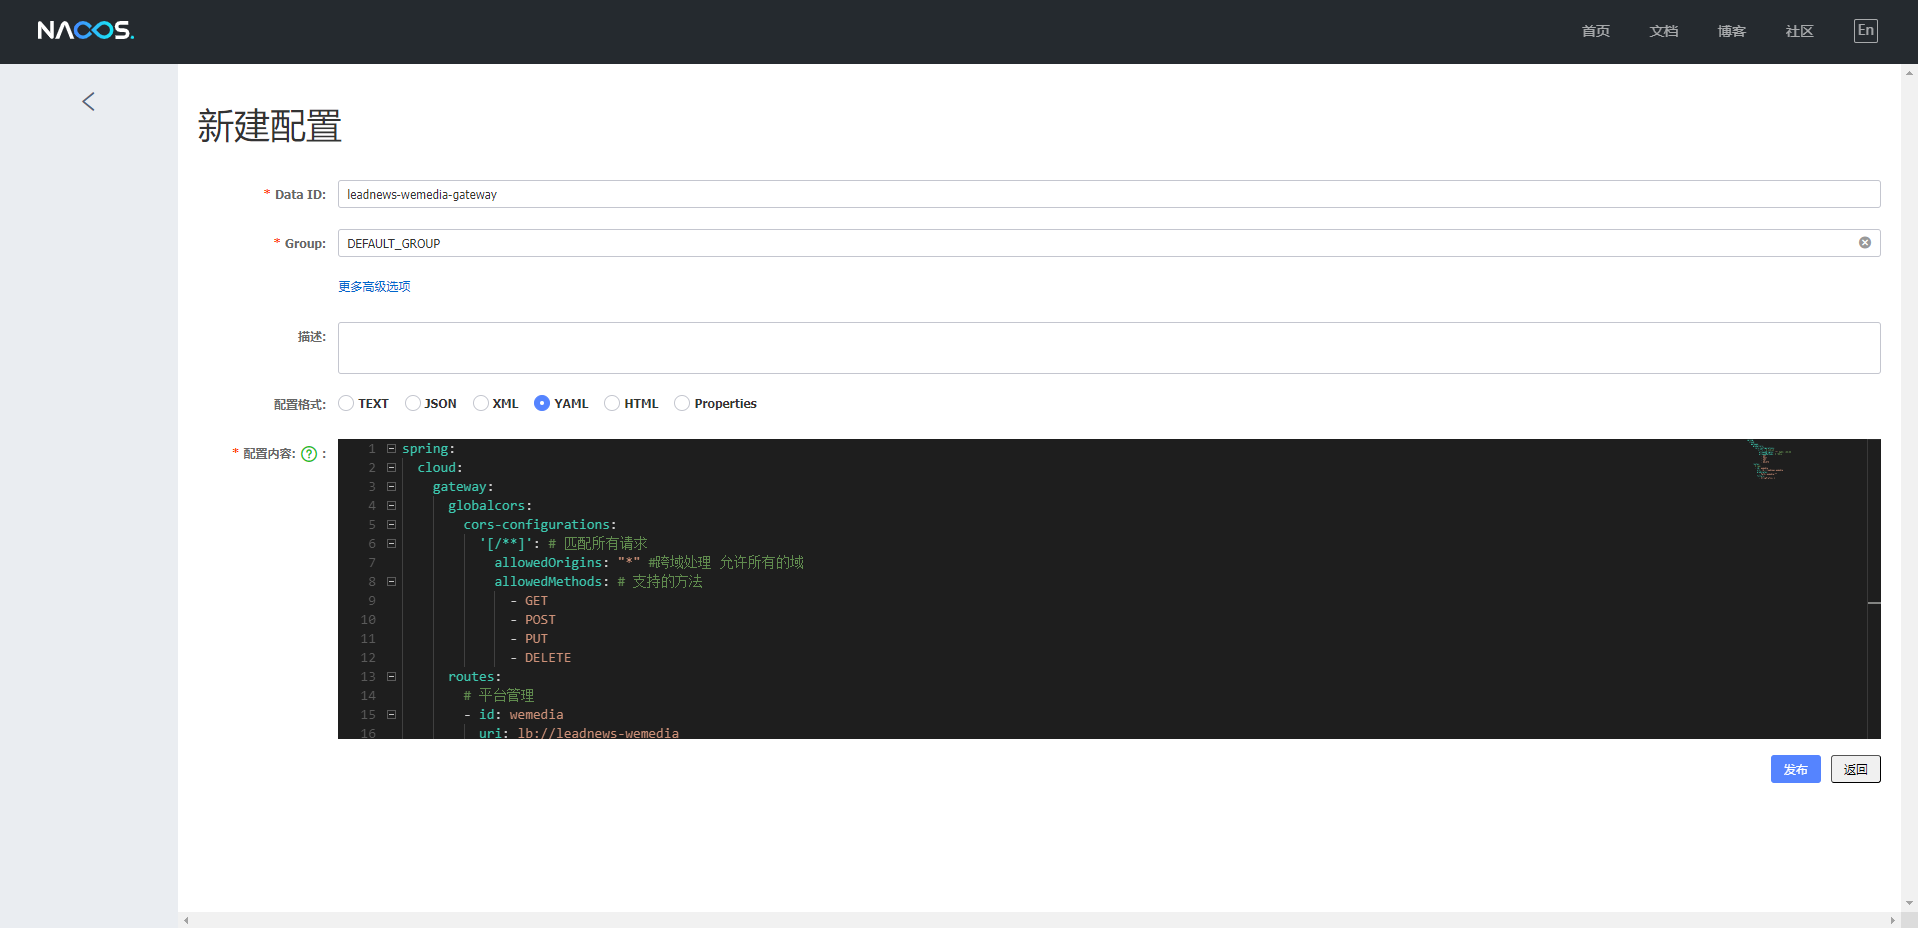 NACOS.
首页 文档 博客 社区 En
新建配置
* Data ID: leadnews-wemedia-gateway
* Group: DEFAULT_GROUP
更多高级选项
描述:
配置格式: TEXT JSON XML YAML HTML Properties
* 配置内容: ? :
1 spring:
2 cloud:
3 gateway:
4 globalcors:
5 cors-configurations:
6 '[/**]': # 匹配所有请求
7 allowedOrigins: "*" #跨域处理 允许所有的域
8 allowedMethods: # 支持的方法
9 - GET
10 - POST
11 - PUT
12 - DELETE
13 routes:
14 # 平台管理
15 - id: wemedia
16 uri: lb://leadnews-wemedia
发布 返回